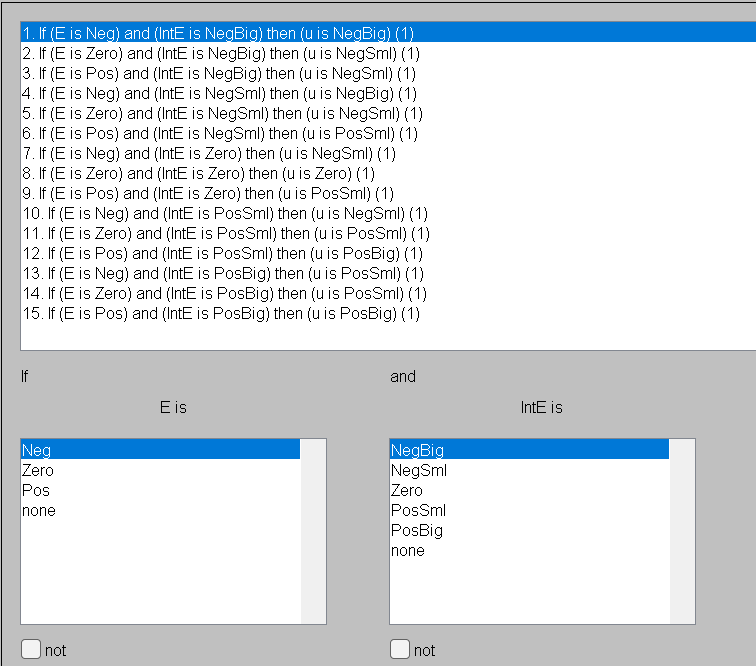 1. If (E is Neg) and (IntE is NegBig) then (u is NegBig) (1)
2. If (E is Zero) and (IntE is NegBig) then (u is NegSml) (1)
3. If (E is Pos) and (IntE is NegBig) then (u is NegSml) (1)
4. If (E is Neg) and (IntE is NegSml) then (u is NegBig) (1)
5. If (E is Zero) and (IntE is NegSml) then (u is NegSml) (1)
6. If (E is Pos) and (IntE is NegSml) then (u is PosSml) (1)
7. If (E is Neg) and (IntE is Zero) then (u is NegSml) (1)
8. If (E is Zero) and (IntE is Zero) then (u is Zero) (1)
9. If (E is Pos) and (IntE is Zero) then (u is PosSml) (1)
10. If (E is Neg) and (IntE is PosSml) then (u is NegSml) (1)
11. If (E is Zero) and (IntE is PosSml) then (u is PosSml) (1)
12. If (E is Pos) and (IntE is PosSml) then (u is PosBig) (1)
13. If (E is Neg) and (IntE is PosBig) then (u is PosSml) (1)
14. If (E is Zero) and (IntE is PosBig) then (u is PosSml) (1)
15. If (E is Pos) and (IntE is PosBig) then (u is PosBig) (1)
If
E is
Neg
Zero
Pos
none
not
and
IntE is
NegBig
NegSml
Zero
PosSml
PosBig
none
not